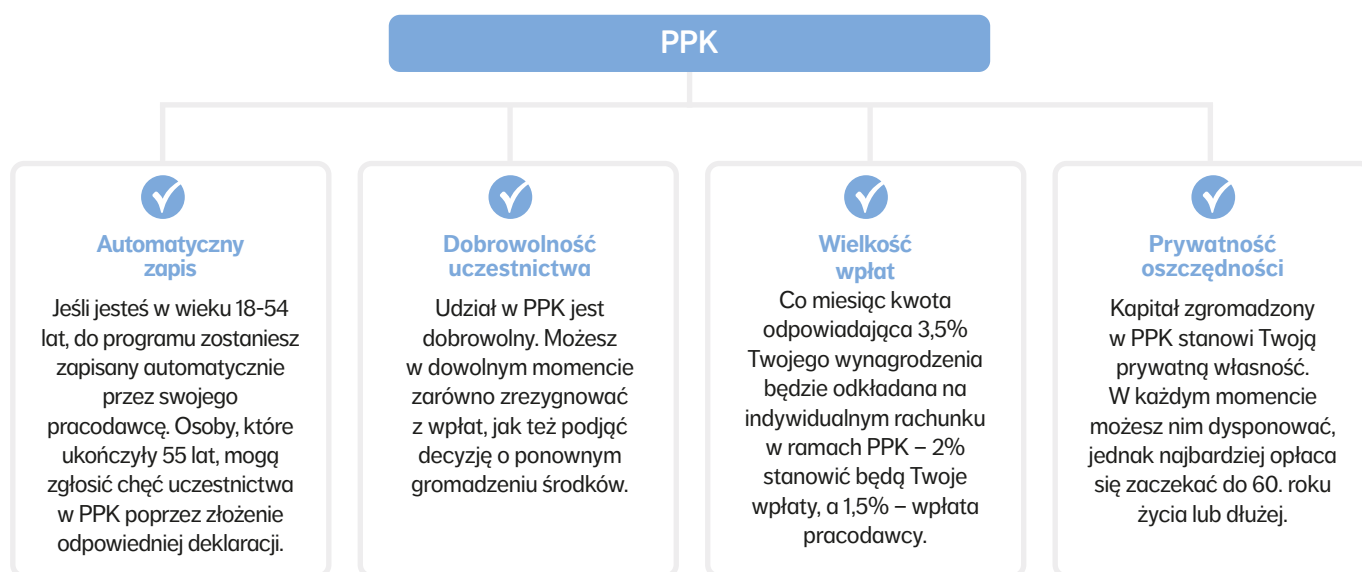 PPK
Automatyczny
zapis
Jeśli jesteś w wieku 18-54
lat, do programu zostaniesz
zapisany automatycznie
przez swojego
pracodawcę. Osoby, które
ukończyły 55 lat, mogą
zgłosić chęć uczestnictwa
w PPK poprzez złożenie
odpowiedniej deklaracji.
Dobrowolność
uczestnictwa
Udział w PPK jest
dobrowolny. Możesz
w dowolnym momencie
zarówno zrezygnować
z wpłat, jak też podjąć
decyzję o ponownym
gromadzeniu środków.
Wielkość
wpłat
Co miesiąc kwota
odpowiadająca 3,5%
Twojego wynagrodzenia
będzie odkładana na
indywidualnym rachunku
w ramach PPK – 2%
stanowić będą Twoje
wpłaty, a 1,5% – wpłata
pracodawcy.
Prywatność
oszczędności
Kapitał zgromadzony
w PPK stanowi Twoją
prywatną własność.
W każdym momencie
możesz nim dysponować,
jednak najbardziej opłaca
się zaczekać do 60. roku
życia lub dłużej.